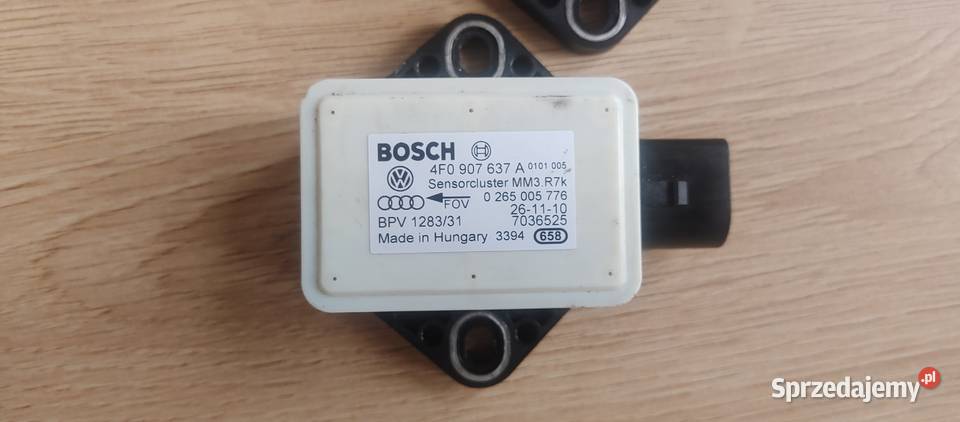 BOSCH
4F0 907 637 A 0101 005
Sensorcluster MM3.R7k
FOV 0 265 005 776
26-11-10
BPV 1283/31 7036525
Made in Hungary 3394 658
Sprzedajemy.pl